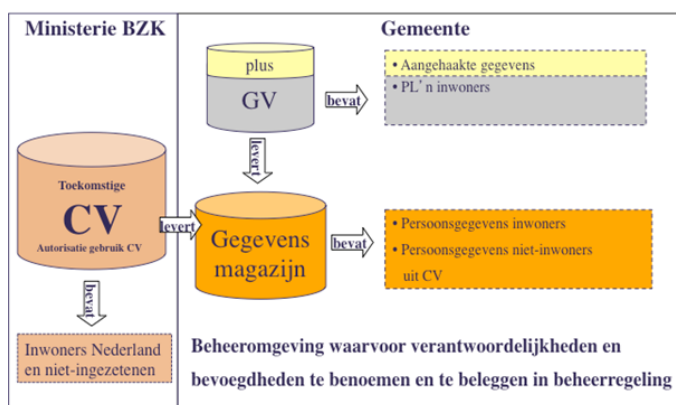 Ministerie BZK
Gemeente
plus
GV
bevat
• Aangehaakte gegevens
• PL'n inwoners
levert
Toekomstige
CV
Autorisatie gebruik CV
levert
Gegevens
magazijn
bevat
• Persoonsgegevens inwoners
• Persoonsgegevens niet-inwoners
uit CV
bevat
Inwoners Nederland
en niet-ingezetenen
Beheeromgeving waarvoor verantwoordelijkheden en
bevoegdheden te benoemen en te beleggen in beheerregeling